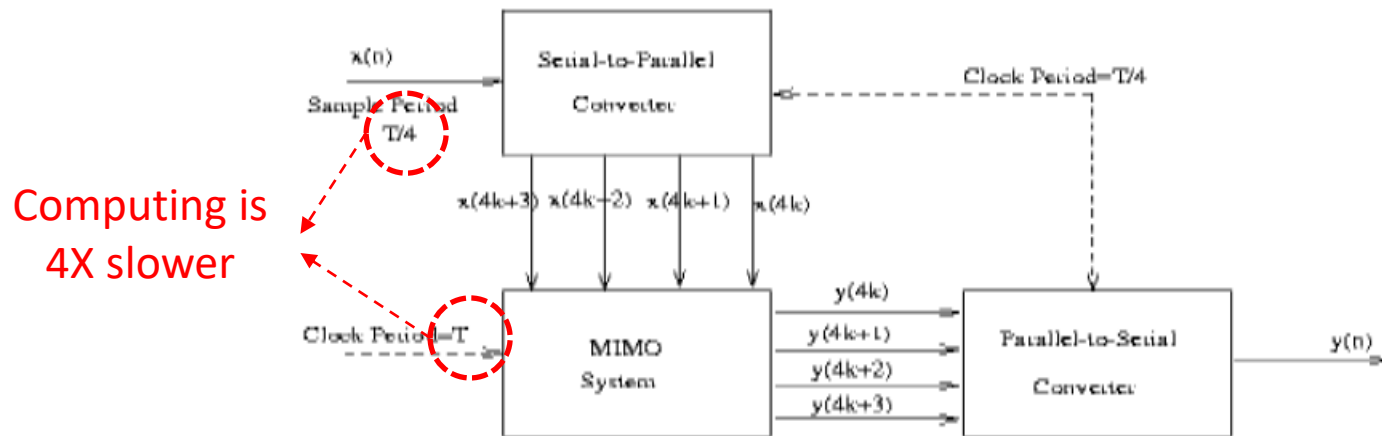 x(n)
Sample Period
T/4
Serial-to-Parallel
Converter
Clock Period=T/4
x(4k+3) x(4k-2) x(4k+1) x(4k)
Computing is
4X slower
Clock Period=T
MIMO
System
y(4k)
y(4k+1)
y(4k+2)
y(4k+3)
Parallel-to-Serial
Converter
y(n)